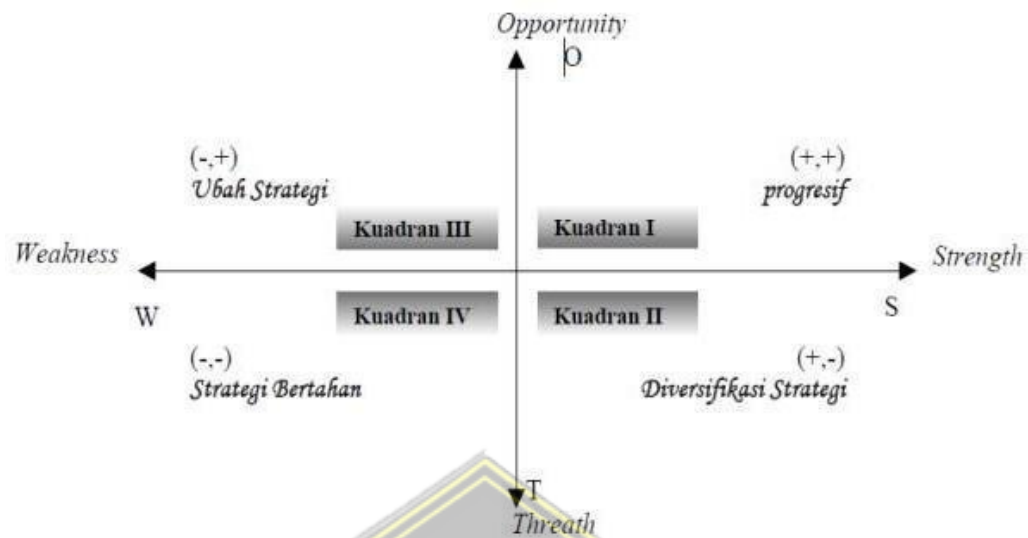 Opportunity
O
(-,+)
Ubah Strategi
(+,+)
progresif
Kuadran III
Kuadran I
Weakness
Strength
W
S
Kuadran IV
Kuadran II
(-,-)
Strategi Bertahan
(+,-)
Diversifikasi Strategi
T
Threath